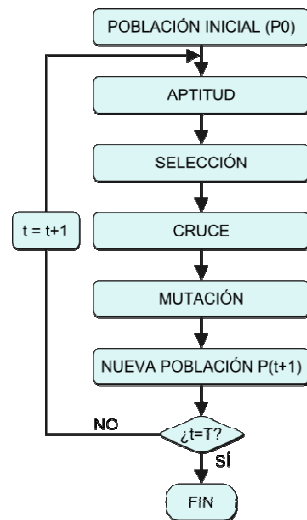 POBLACIÓN INICIAL (P0)
APTITUD
SELECCIÓN
t = t+1
CRUCE
MUTACIÓN
NUEVA POBLACIÓN P(t+1)
NO
¿t=T?
SÍ
FIN